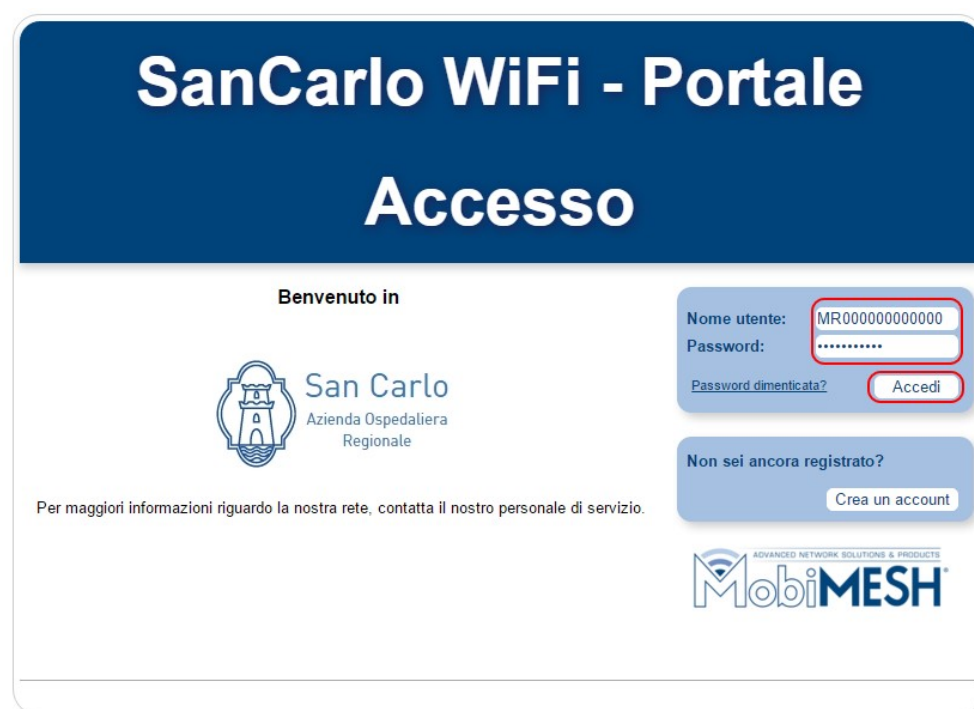 SanCarlo WiFi - Portale
Accesso
Benvenuto in
San Carlo
Azienda Ospedaliera
Regionale
Per maggiori informazioni riguardo la nostra rete, contatta il nostro personale di servizio.
Nome utente: MR000000000000
Password: •••••••••••
Password dimenticata? Accedi
Non sei ancora registrato?
Crea un account
ADVANCED NETWORK SOLUTIONS & PRODUCTS
MobiMESH